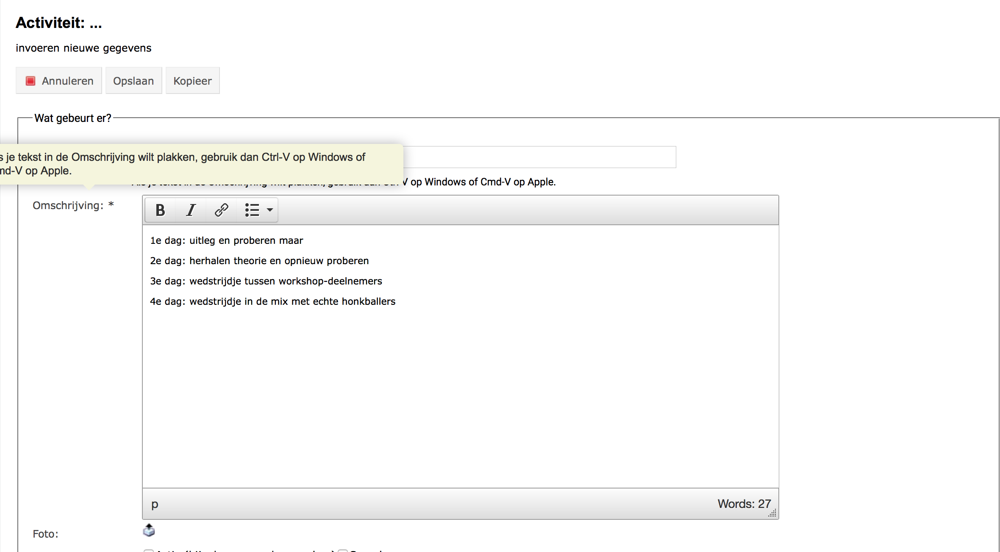 Activiteit: ...
invoeren nieuwe gegevens
Annuleren Opslaan Kopieer
Wat gebeurt er?
s je tekst in de Omschrijving wilt plakken, gebruik dan Ctrl-V op Windows of
md-V op Apple.
V op Windows of Cmd-V op Apple.
Omschrijving: *
B I
1e dag: uitleg en proberen maar
2e dag: herhalen theorie en opnieuw proberen
3e dag: wedstrijdje tussen workshop-deelnemers
4e dag: wedstrijdje in de mix met echte honkballers
p Words: 27
Foto: